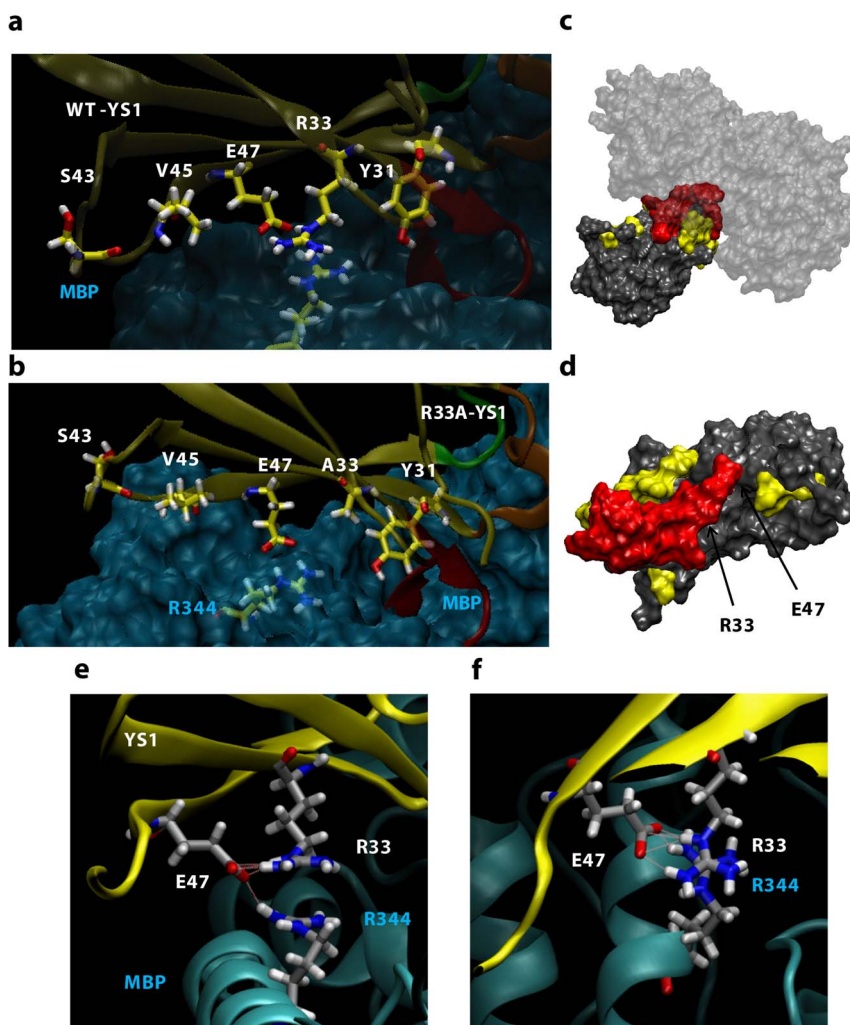 a
WT-YS1
R33
E47
V45
Y31
S43
MBP
b
R33A-YS1
S43
V45
E47
A33
Y31
R344
MBP
c
d
E47
R33
e
YS1
R33
E47
R344
MBP
f
E47
R33
R344